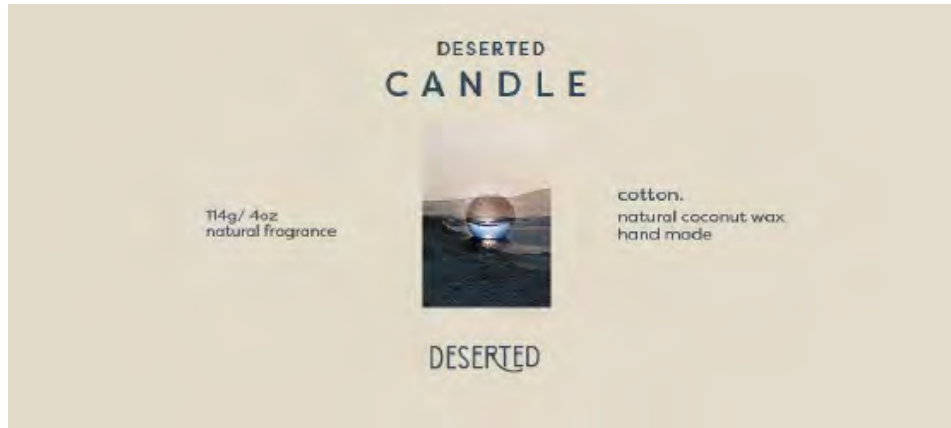 DESERTED
CANDLE
114g/ 4oz
natural fragrance
cotton.
natural coconut wax
hand made
DESERTED